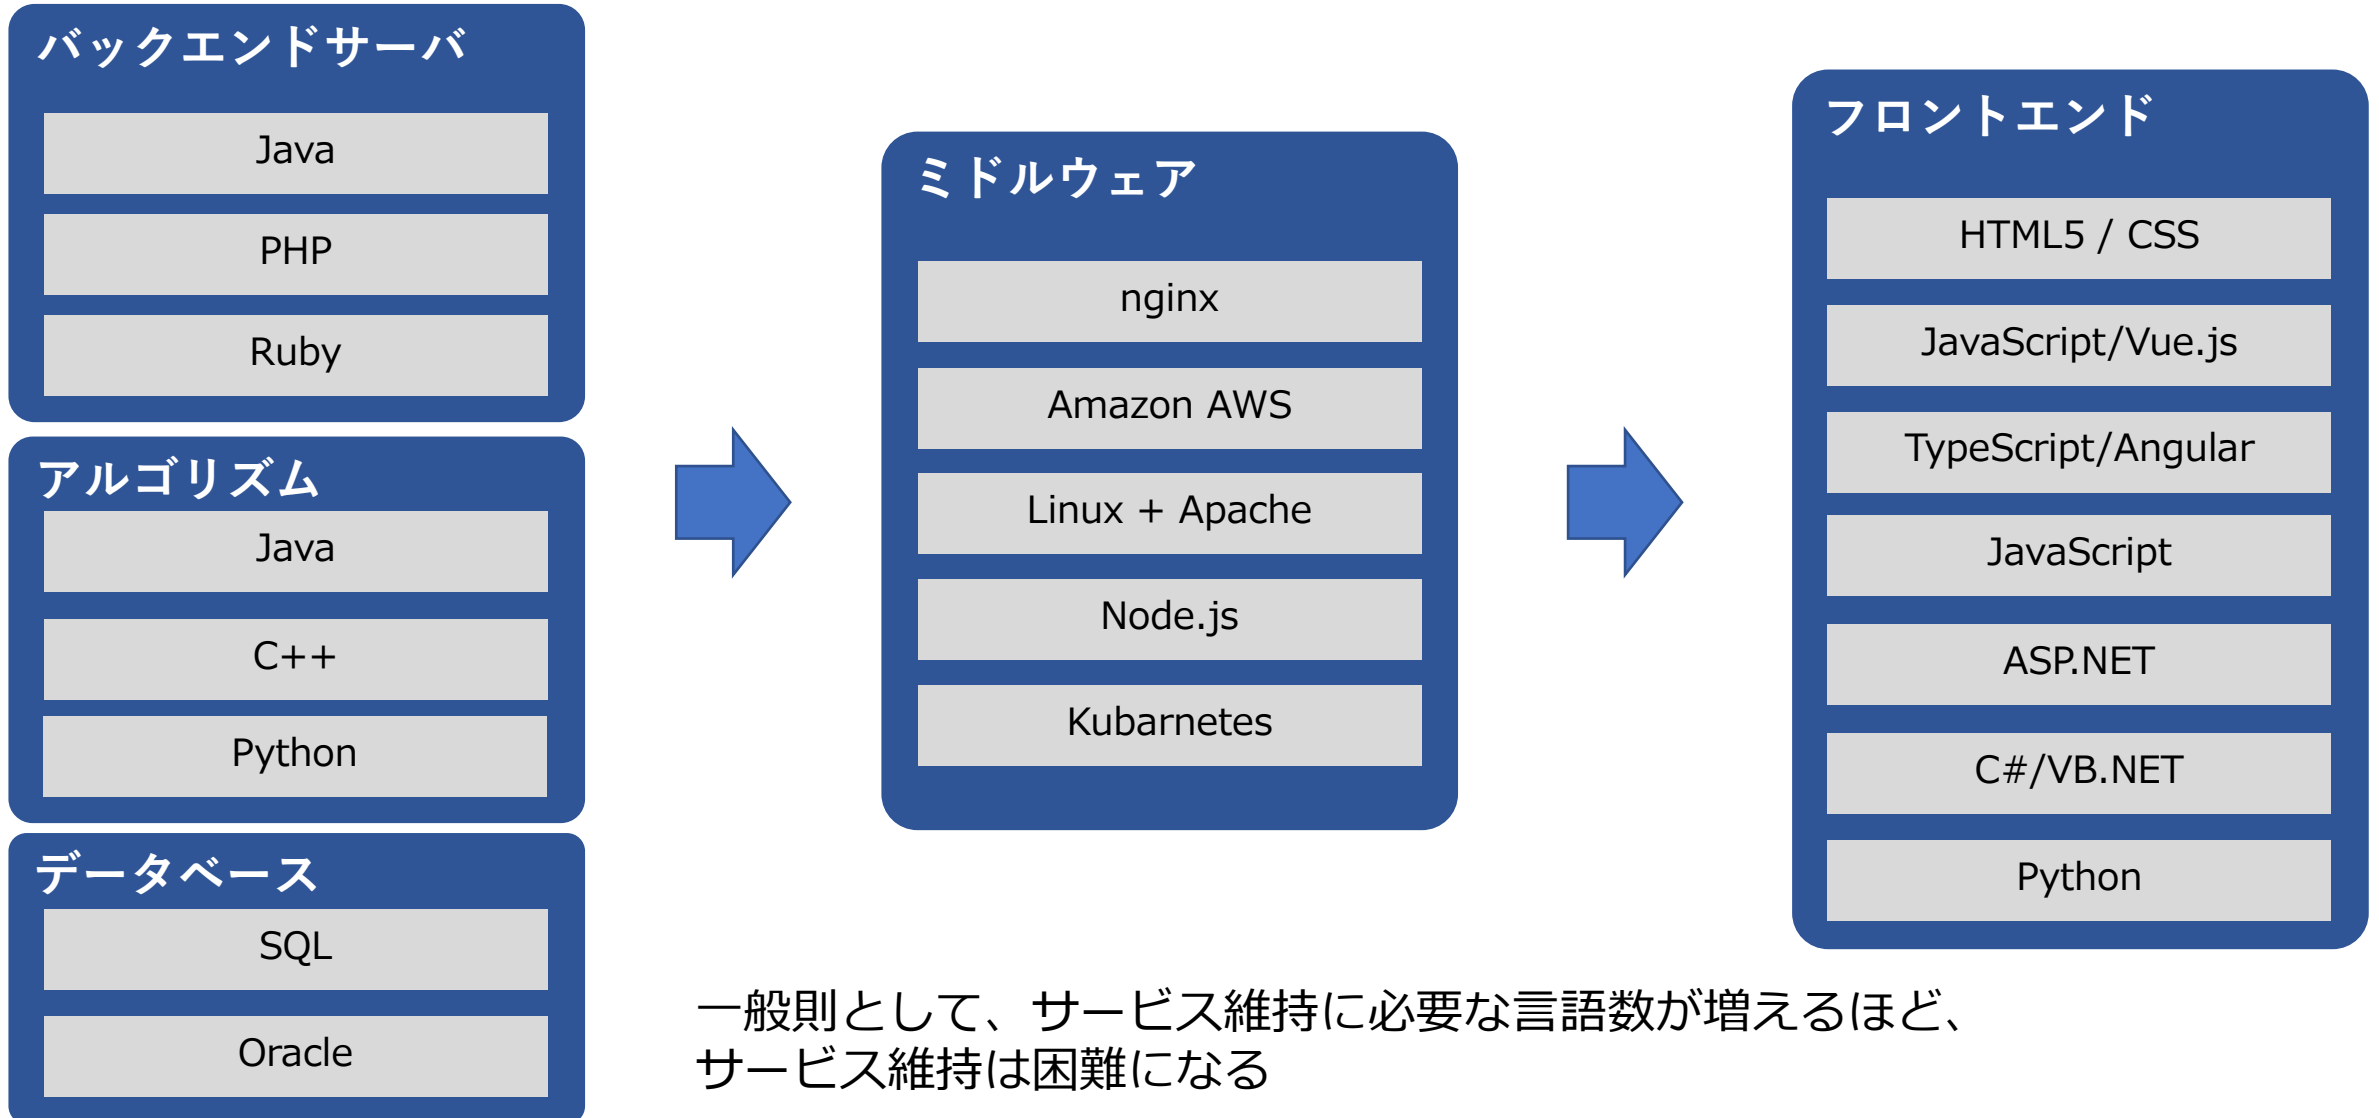 バックエンドサーバ
Java
PHP
Ruby
アルゴリズム
Java
C++
Python
データベース
SQL
Oracle
ミドルウェア
nginx
Amazon AWS
Linux + Apache
Node.js
Kubarnetes
フロントエンド
HTML5 / CSS
JavaScript/Vue.js
TypeScript/Angular
JavaScript
ASP.NET
C#/VB.NET
Python
一般則として、サービス維持に必要な言語数が増えるほど、
サービス維持は困難になる